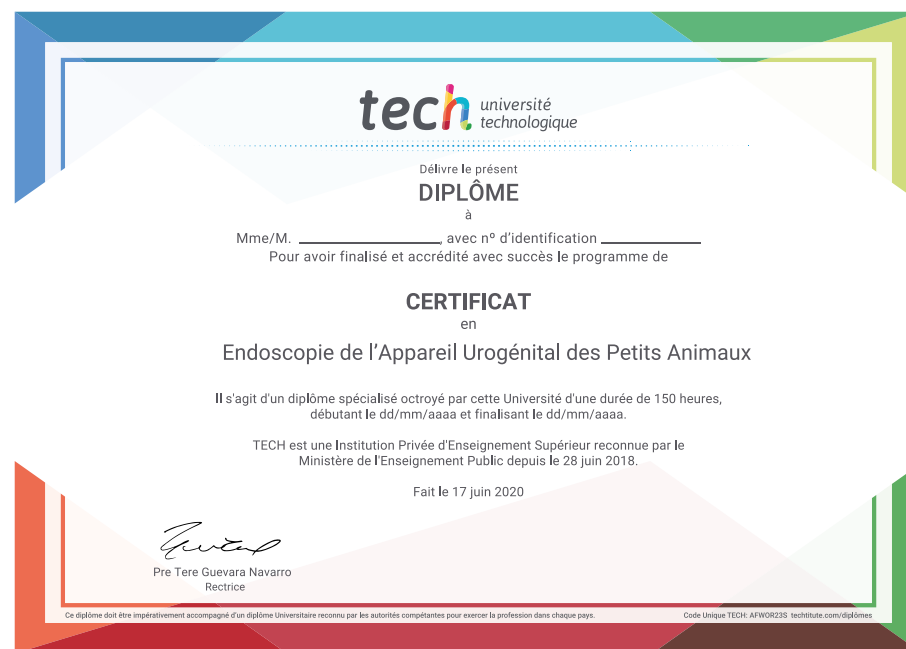 tech université
technologique
Délivre le présent
DIPLÔME
à
Mme/M. ____________, avec nº d'identification ____________
Pour avoir finalisé et accrédité avec succès le programme de
CERTIFICAT
en
Endoscopie de l'Appareil Urogénital des Petits Animaux
Il s'agit d'un diplôme spécialisé octroyé par cette Université d'une durée de 150 heures,
débutant le dd/mm/aaaa et finalisant le dd/mm/aaaa.
TECH est une Institution Privée d'Enseignement Supérieur reconnue par le
Ministère de l'Enseignement Public depuis le 28 juin 2018.
Fait le 17 juin 2020
Pre Tere Guevara Navarro
Rectrice
Ce diplôme doit être impérativement accompagné d'un diplôme Universitaire reconnu par les autorités compétantes pour exercer la profession dans chaque pays.
Code Unique TECH: AFWOR23S techtitute.com/diplômes